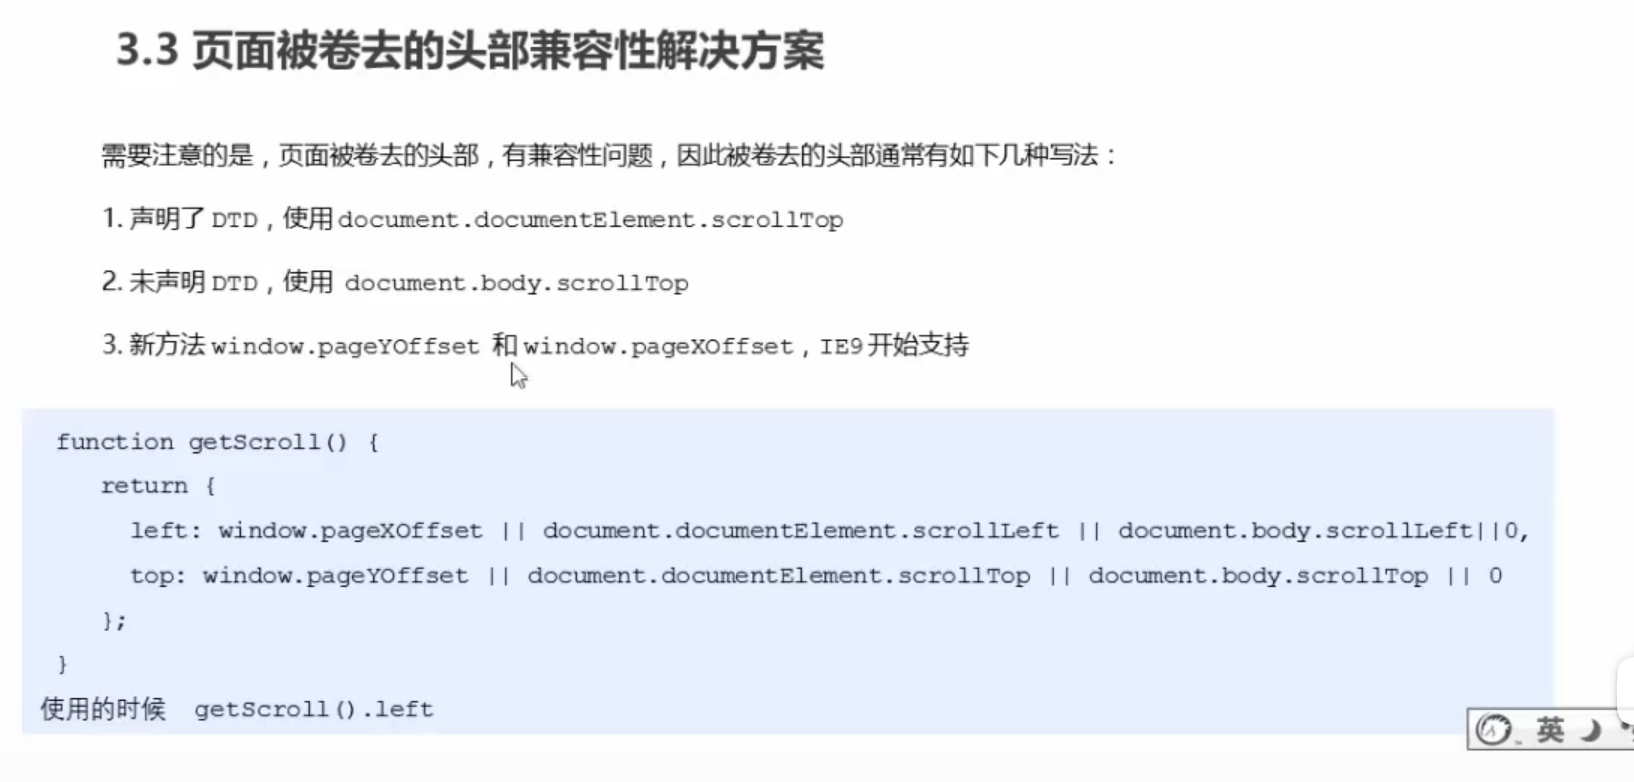 3.3 页面被卷去的头部兼容性解决方案
需要注意的是，页面被卷去的头部，有兼容性问题，因此被卷去的头部通常有如下几种写法：
1. 声明了 DTD，使用 document.documentElement.scrollTop
2. 未声明 DTD，使用 document.body.scrollTop
3. 新方法 window.pageYOffset 和 window.pageXOffset，IE9 开始支持
function getScroll() {
return {
left: window.pageXOffset || document.documentElement.scrollLeft || document.body.scrollLeft||0,
top: window.pageYOffset || document.documentElement.scrollTop || document.body.scrollTop || 0
};
}
使用的时候 getScroll().left
英